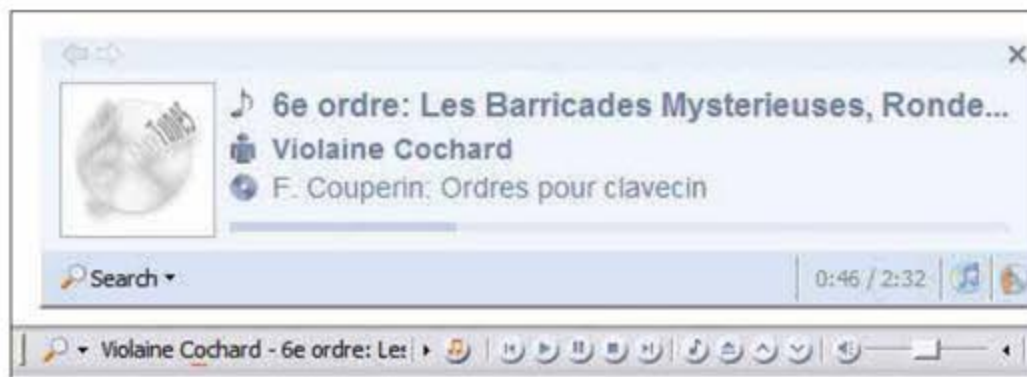 6e ordre: Les Barricades Mysterieuses, Ronde...
Violaine Cochard
F. Couperin: Ordres pour clavecin
Search
0:46 / 2:32
Violaine Cochard - 6e ordre: Les